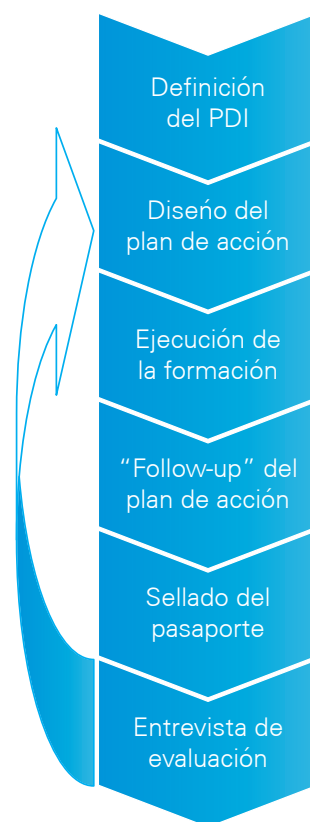 Definición
del PDI
Diseńo del
plan de acción
Ejecución de
la formación
“Follow-up” del
plan de acción
Sellado del
pasaporte
Entrevista de
evaluación